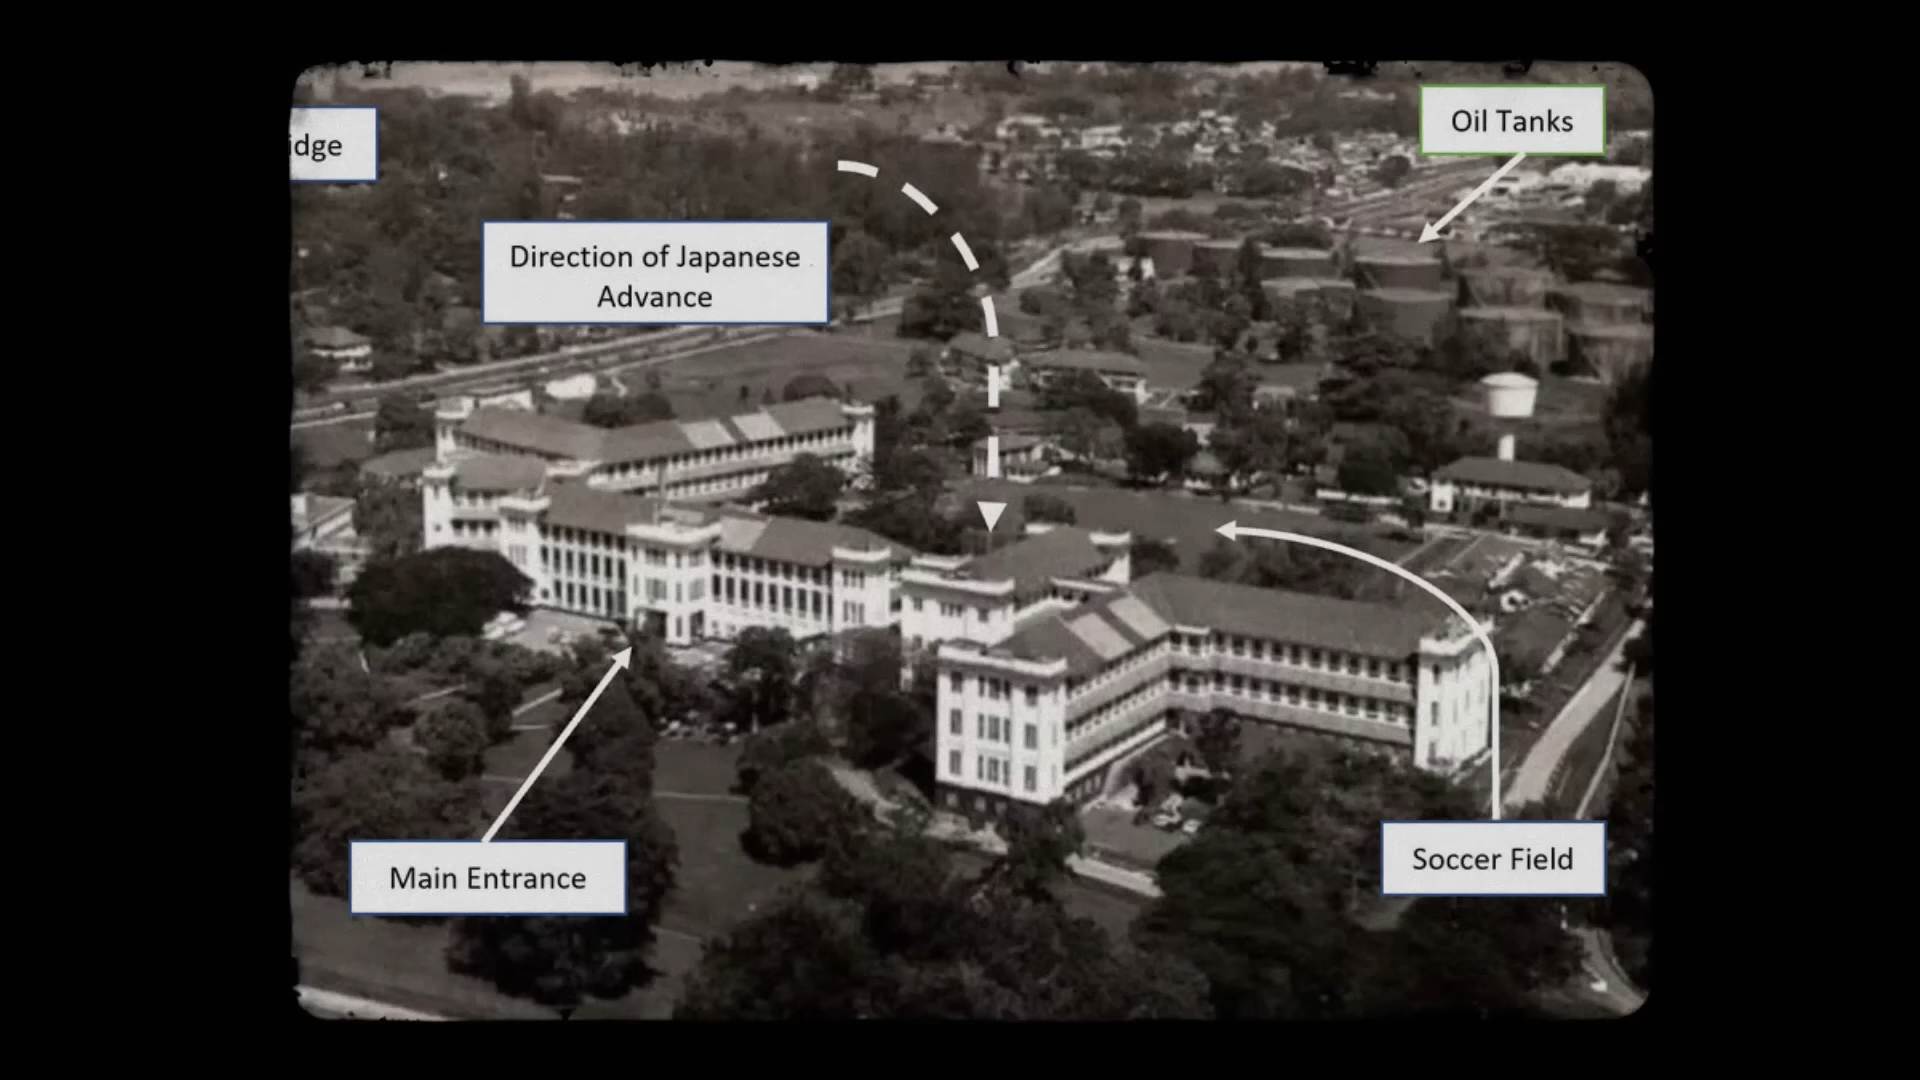 Oil Tanks
idge
Direction of Japanese
Advance
Main Entrance
Soccer Field